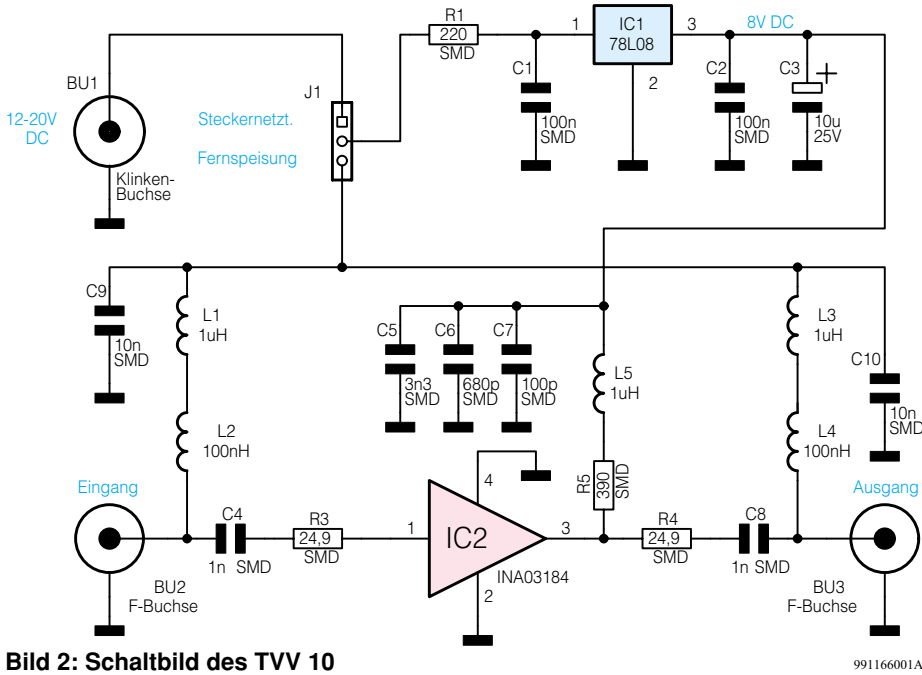 R1
220
SMD
1
IC1
78L08
3
2
8V DC
C1
100n
SMD
C2
100n
SMD
C3
+
10u
25V
BU1
12-20V
DC
Klinken-
Buchse
J1
Steckernetzt.
Fernspeisung
C9
10n
SMD
L1
1uH
L2
100nH
C5
3n3
SMD
C6
680p
SMD
C7
100p
SMD
L5
1uH
R5
390
SMD
L3
1uH
L4
100nH
C10
10n
SMD
Eingang
BU2
F-Buchse
C4
1n SMD
R3
24,9
SMD
1
IC2
4
3
2
INA03184
R4
24,9
SMD
C8
1n SMD
Ausgang
BU3
F-Buchse
Bild 2: Schaltbild des TVV 10
991166001A